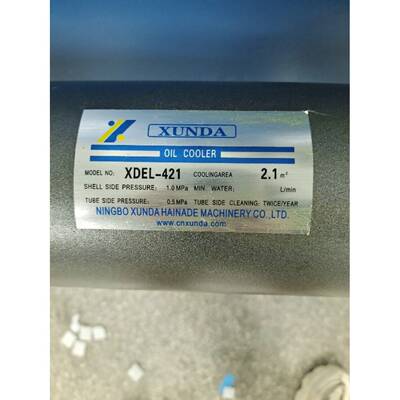 XUNDA
OIL COOLER
MODEL NO: XDEL-421 COOLINGAREA 2.1 m²
SHELL SIDE PRESSURE: 1.0 MPa MIN. WATER: L/min
TUBE SIDE PRESSURE: 0.5 MPa TUBE SIDE CLEANING: TWICE/YEAR
NINGBO XUNDA HAINADE MACHINERY CO., LTD.
www.cnxunda.com